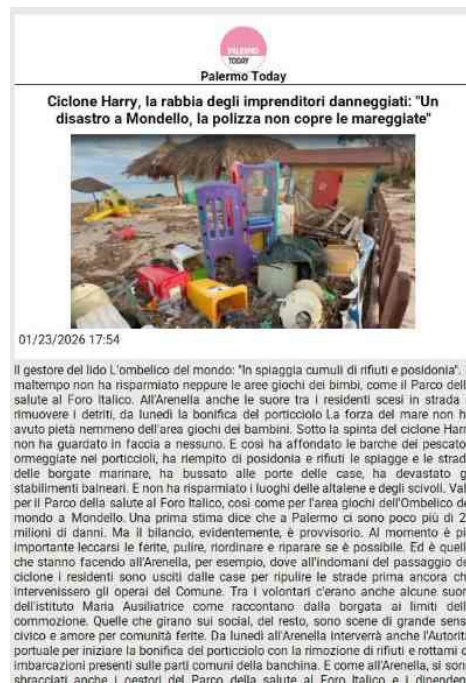 PALERMO
TODAY
Palermo Today
Ciclone Harry, la rabbia degli imprenditori danneggiati: "Un
disastro a Mondello, la polizza non copre le mareggiate"
01/23/2026 17:54
Il gestore del lido L'ombelico del mondo: "In spiaggia cumuli di rifiuti e posidonia".
maltempo non ha risparmiato neppure le aree giochi dei bimbi, come il Parco dell
salute al Foro Italico. All'Arenella anche le suore tra i residenti scesi in strada
rimuovere i detriti, da lunedì la bonifica del porticciolo La forza del mare non h
avuto pietà nemmeno dell'area giochi dei bambini. Sotto la spinta del ciclone Harr
non ha guardato in faccia a nessuno. E così ha affondato le barche dei pescato
ormeggiate nei porticcioli, ha riempito di posidonia e rifiuti le spiagge e le strad
delle borgate marinare, ha bussato alle porte delle case, ha devastato g
stabilimenti balneari. E non ha risparmiato i luoghi delle altalene e degli scivoli. Val
per il Parco della salute al Foro Italico, così come per l'area giochi dell'Ombelico de
mondo a Mondello. Una prima stima dice che a Palermo ci sono poco più di 2
milioni di danni. Ma il bilancio, evidentemente, è provvisorio. Al momento è pi
importante leccarsi le ferite, pulire, riordinare e riparare se è possibile. Ed è quell
che stanno facendo all'Arenella, per esempio, dove all'indomani del passaggio de
ciclone i residenti sono usciti dalle case per ripulire le strade prima ancora ch
intervenissero gli operai del Comune. Tra i volontari c'erano anche alcune suor
dell'istituto Maria Ausiliatrice come raccontano dalla borgata ai limiti dell
commozione. Quelle che girano sui social, del resto, sono scene di grande sens
civico e amore per comunità ferite. Da lunedì all'Arenella interverrà anche l'Autorit
portuale per iniziare la bonifica del porticciolo con la rimozione di rifiuti e rottami d
imbarcazioni presenti sulle parti comuni della banchina. E come all'Arenella, si son
sbracciati anche i gestori del Parco della salute al Foro Italico e i dipenden